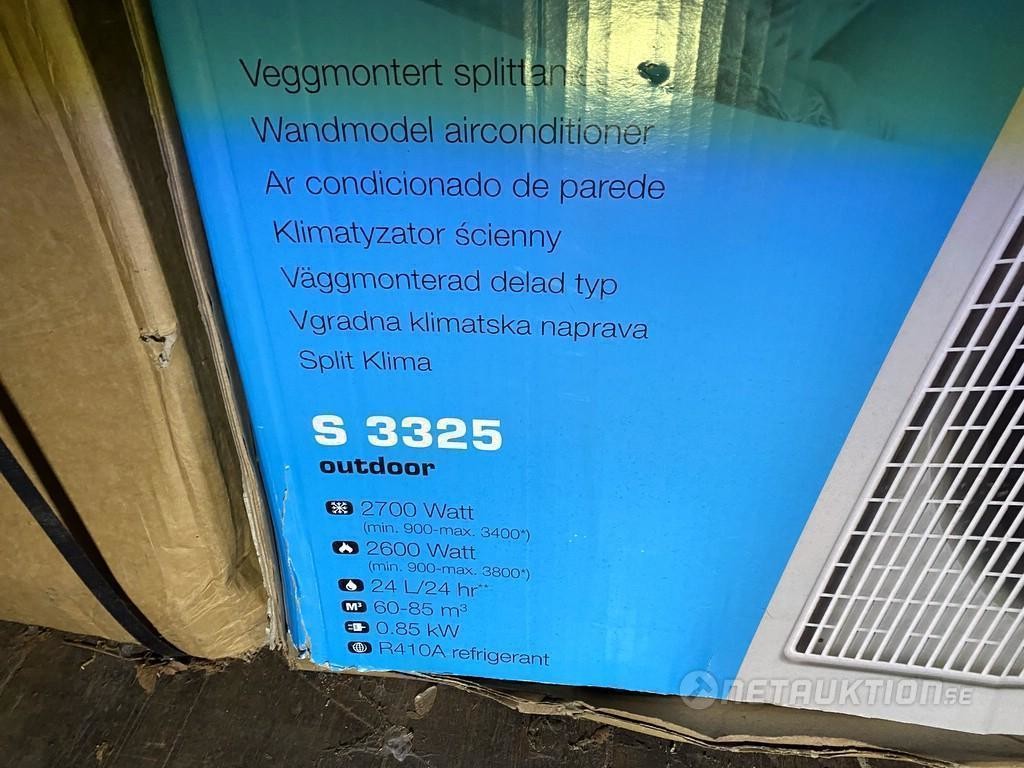 Veggmontert
Wandmodel airconditioner
Ar condicionado de parede
Klimatyzator ścienny
Väggmonterad delad typ
Vgradna klimatska naprava
Split Klima
S 3325
outdoor
2700 Watt
(min. 900-max. 3400*)
2600 Watt
(min. 900-max. 3800*)
24 L/24 hr**
M³ 60-85 m³
0.85 kW
R410A refrigerant
NETAUKTION.SE